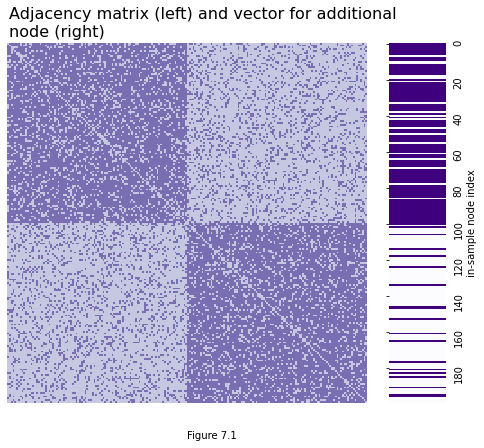 Adjacency matrix (left) and vector for additional
node (right)
0
20
40
60
80
100
120
140
160
180
in-sample node index
Figure 7.1